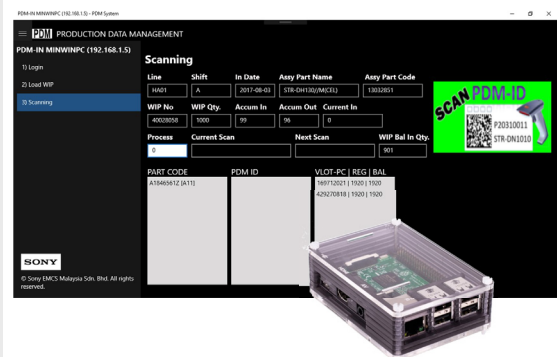 PDM-IN MINWINPC (192.168.1.5) - PDM System
PDM PRODUCTION DATA MANAGEMENT
PDM-IN MINWINPC (192.168.1.5)
1) Login
2) Load WIP
3) Scanning
SONY
© Sony EMCS Malaysia Sdn. Bhd. All rights
reserved.
Scanning
Line Shift In Date Assy Part Name Assy Part Code
HA01 A 2017-08-03 STR-DH130//M(CEL) 13032851
WIP No WIP Qty. Accum In Accum Out Current In
40028058 1000 99 96 0
Process Current Scan Next Scan WIP Bal In Qty.
0 901
PART CODE PDM ID VLOT-PC | REG | BAL
A1846561Z [A11] 169712021 | 1920 | 1920
429270818 | 1920 | 1920
SCAN PDM-ID
P20310011
STR-DN1010